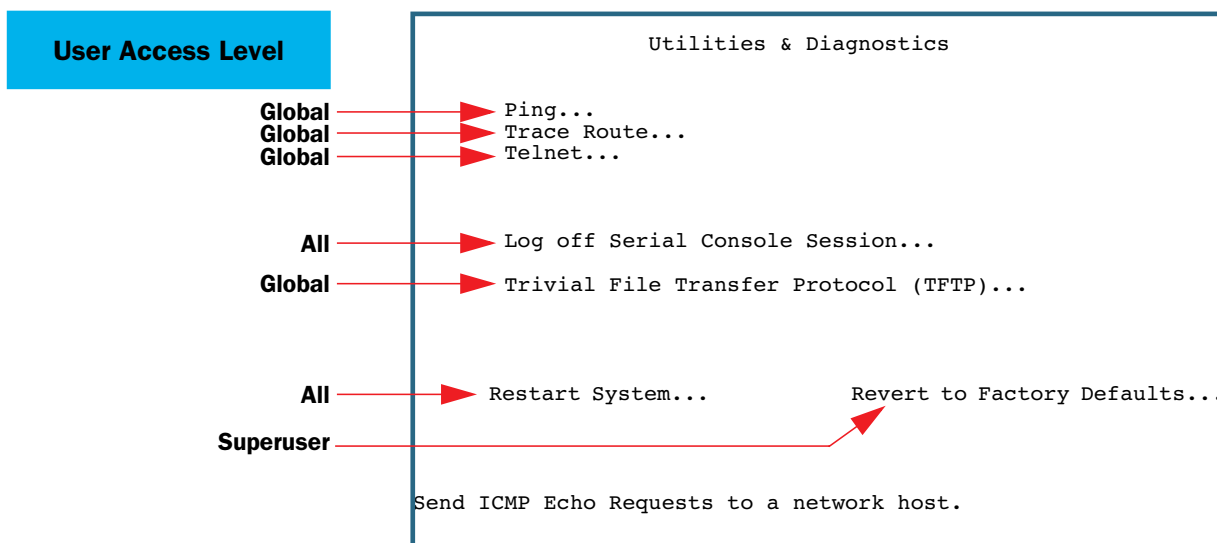 User Access Level
Utilities & Diagnostics
Global
Ping...
Global
Trace Route...
Global
Telnet...
All
Log off Serial Console Session...
Global
Trivial File Transfer Protocol (TFTP)...
All
Restart System...
Revert to Factory Defaults...
Superuser
Send ICMP Echo Requests to a network host.